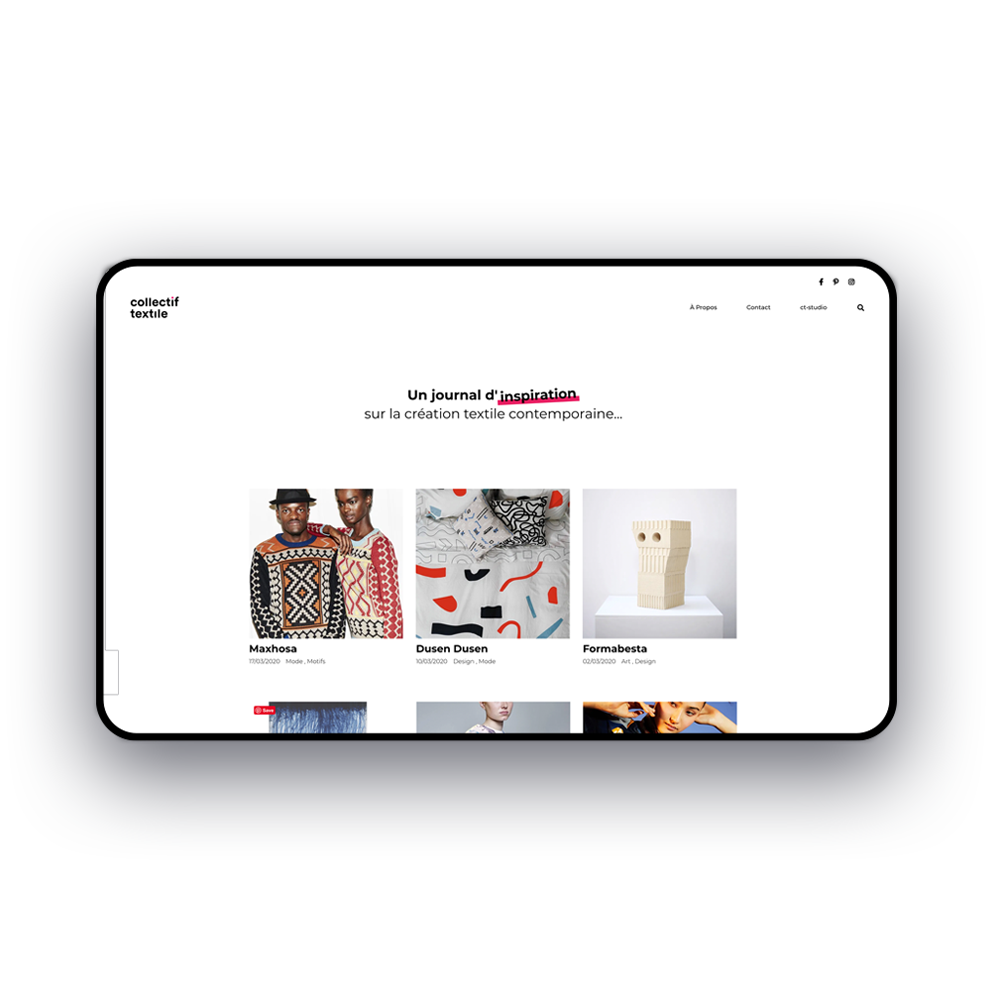 collectif
textile
À Propos
Contact
ct-studio
Un journal d'inspiration
sur la création textile contemporaine...
Maxhosa
17/03/2020 Mode , Motifs
Dusen Dusen
10/03/2020 Design , Mode
Formabesta
02/03/2020 Art , Design
Save